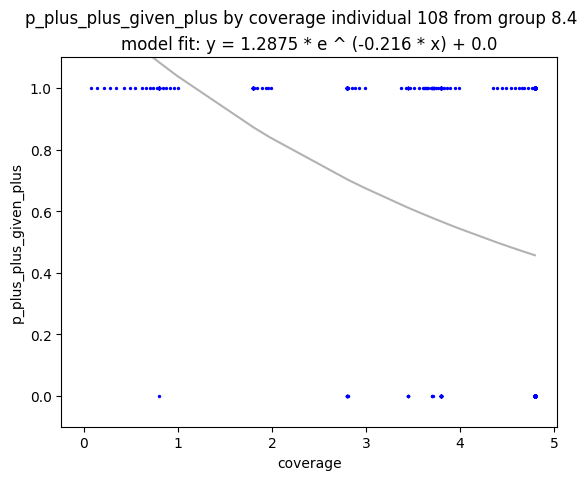 p_plus_plus_given_plus by coverage individual 108 from group 8.4
model fit: y = 1.2875 * e ^ (-0.216 * x) + 0.0
p_plus_plus_given_plus
1.0
0.8
0.6
0.4
0.2
0.0
0 1 2 3 4 5
coverage